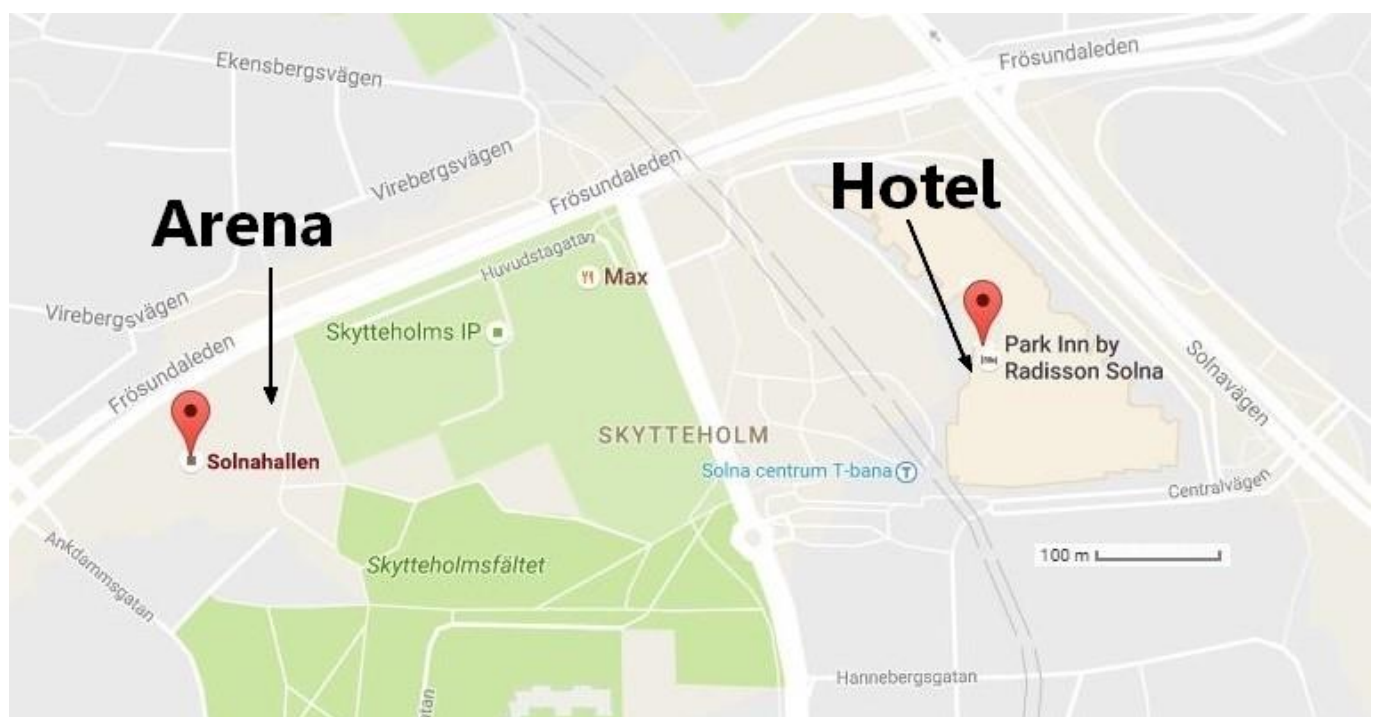 Ekensbergsvägen
Frösundaleden
Virebergsvägen
Frösundaleden
Hotel
Arena
Huvudstagatan
Max
Virebergsvägen
Skytteholms IP
Park Inn by
Radisson Solna
Solnavägen
Frösundaleden
SKYTTEHOLM
Solnahallen
Solna centrum T-bana
T
Centralvägen
Ankdammsgatan
Skytteholmsfältet
100 m
Hannebergsgatan